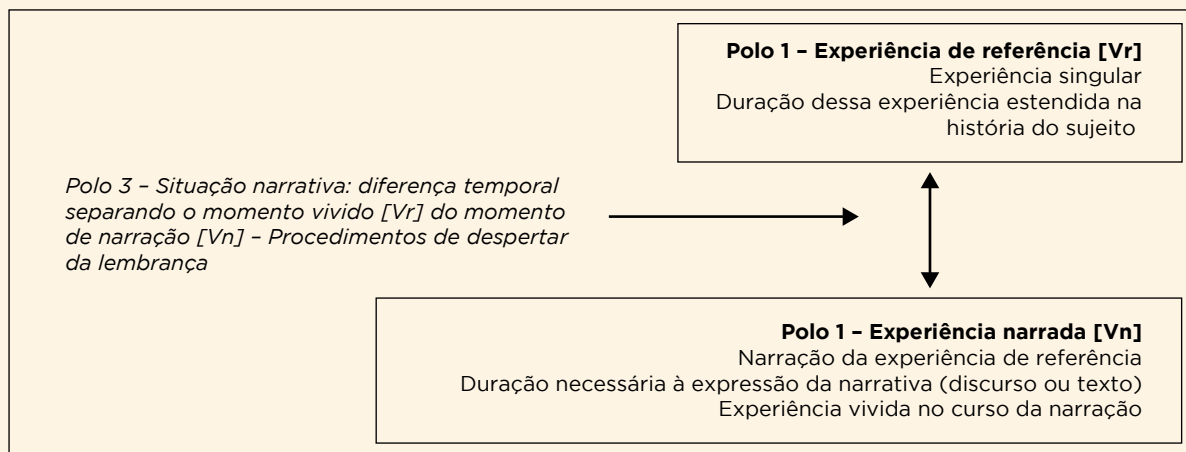 Polo 1 – Experiência de referência [Vr]
Experiência singular
Duração dessa experiência estendida na
história do sujeito
Polo 3 – Situação narrativa: diferença temporal
separando o momento vivido [Vr] do momento
de narração [Vn] – Procedimentos de despertar
da lembrança
Polo 1 – Experiência narrada [Vn]
Narração da experiência de referência
Duração necessária à expressão da narrativa (discurso ou texto)
Experiência vivida no curso da narração